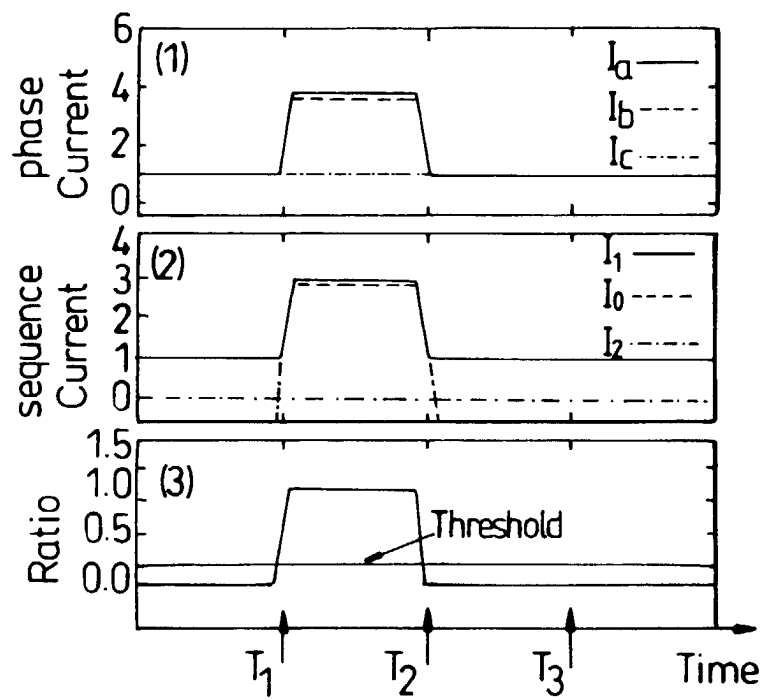 (1)
phase
Current
6
4
2
0
Ia
Ib
Ic
(2)
sequence
Current
4
3
2
1
0
I1
I0
I2
(3)
Ratio
1.5
1.0
0.5
0.0
Threshold
T1
T2
T3
Time